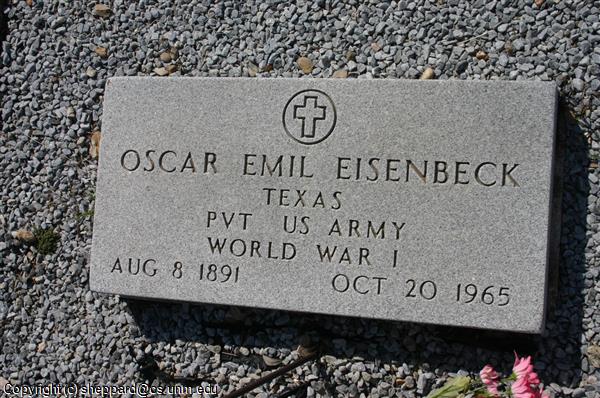 OSCAR EMIL EISENBECK
TEXAS
PVT US ARMY
WORLD WAR I
AUG 8 1891 OCT 20 1965
Copyright (c) sheppard@cs.unm.edu